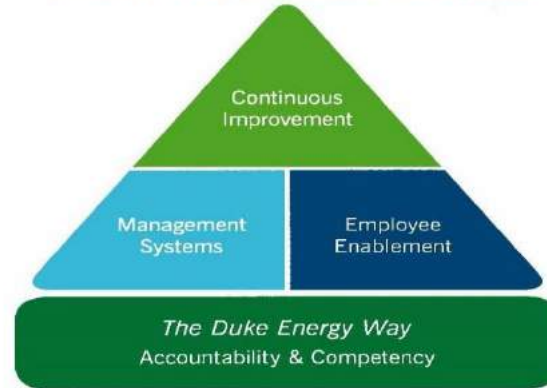 Continuous
Improvement
Management
Systems
Employee
Enablement
The Duke Energy Way
Accountability & Competency